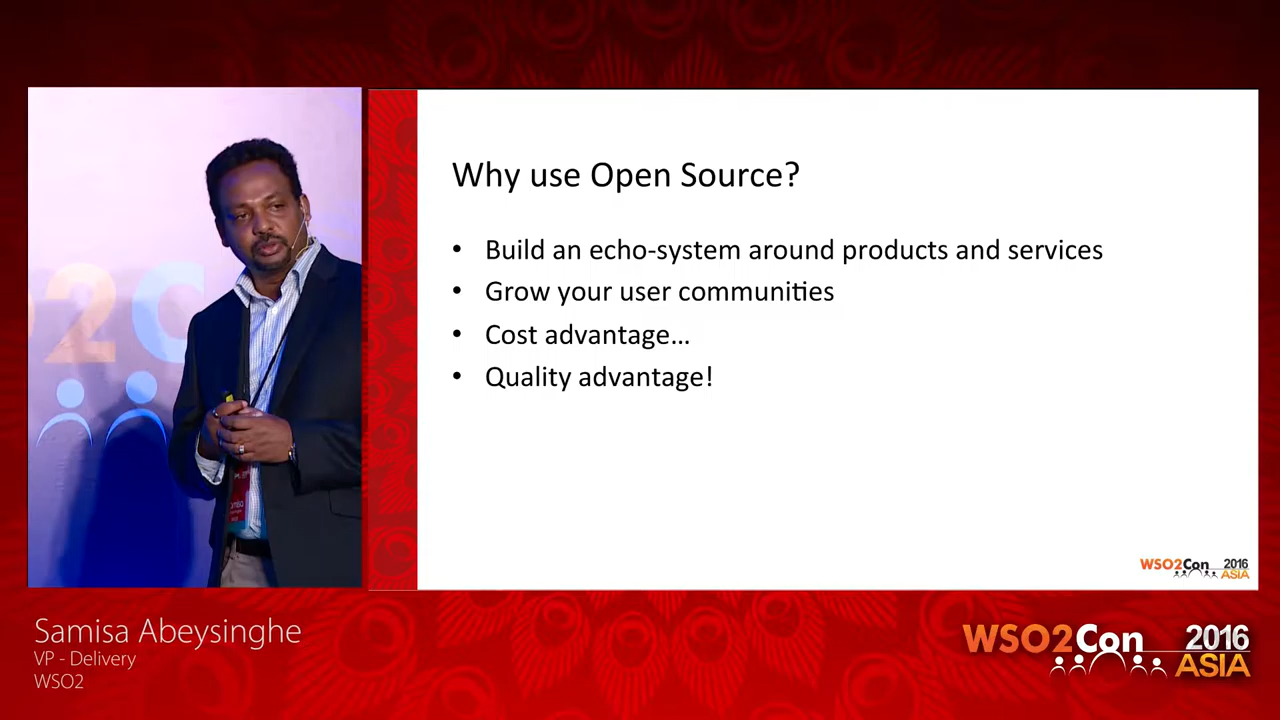 Why use Open Source?
• Build an echo-system around products and services
• Grow your user communities
• Cost advantage...
• Quality advantage!
WSO2Con 2016
ASIA
O2C
Samisa Abeysinghe
VP - Delivery
WSO2
WSO2Con 2016
ASIA